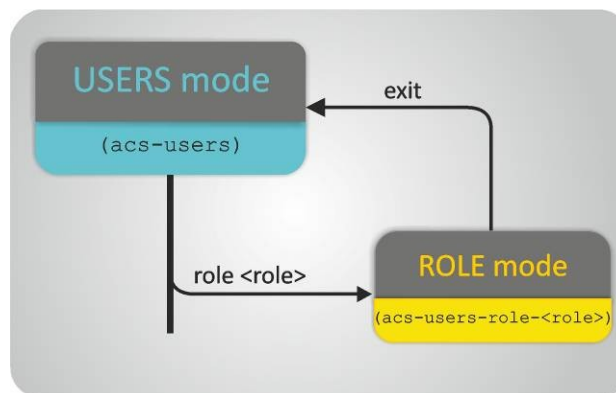 USERS mode
(acs-users)
exit
role <role>
ROLE mode
(acs-users-role-<role>)